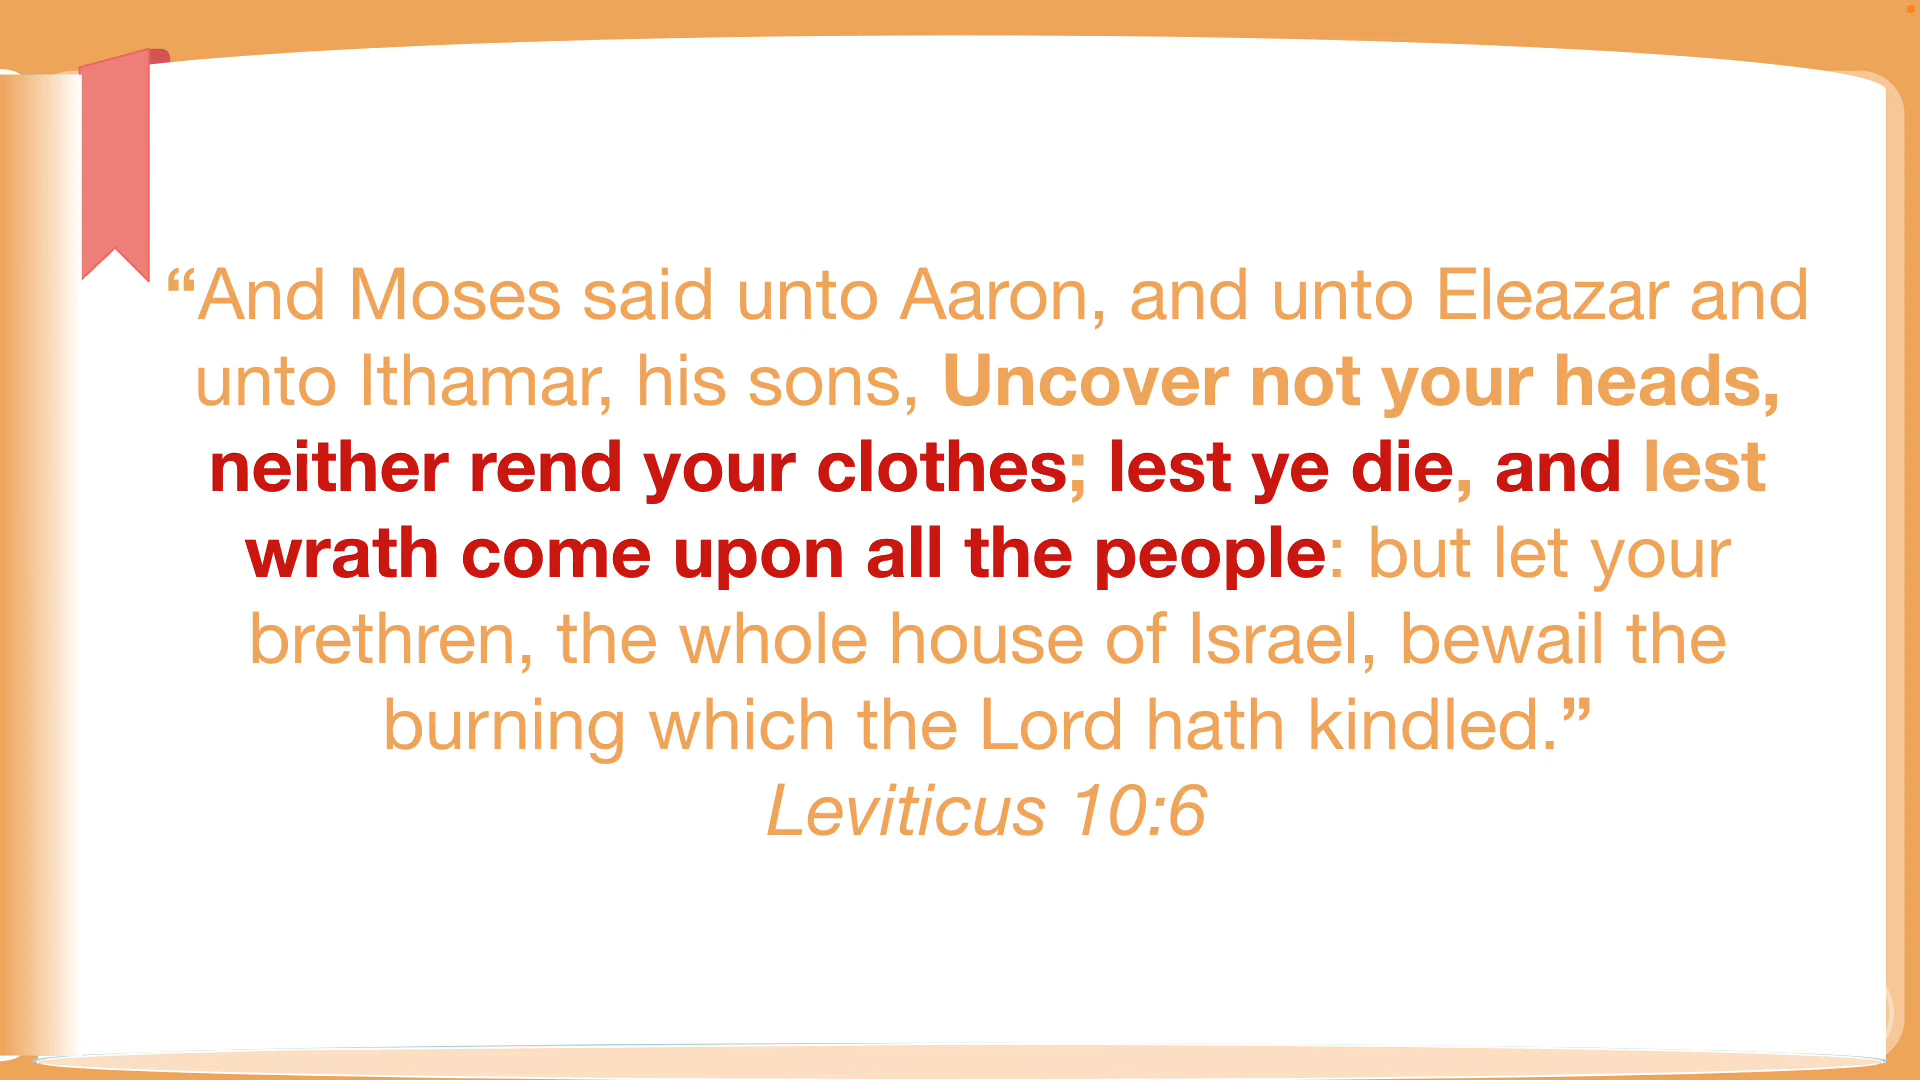 “And Moses said unto Aaron, and unto Eleazar and
unto Ithamar, his sons, Uncover not your heads,
neither rend your clothes; lest ye die, and lest
wrath come upon all the people: but let your
brethren, the whole house of Israel, bewail the
burning which the Lord hath kindled.”
Leviticus 10:6